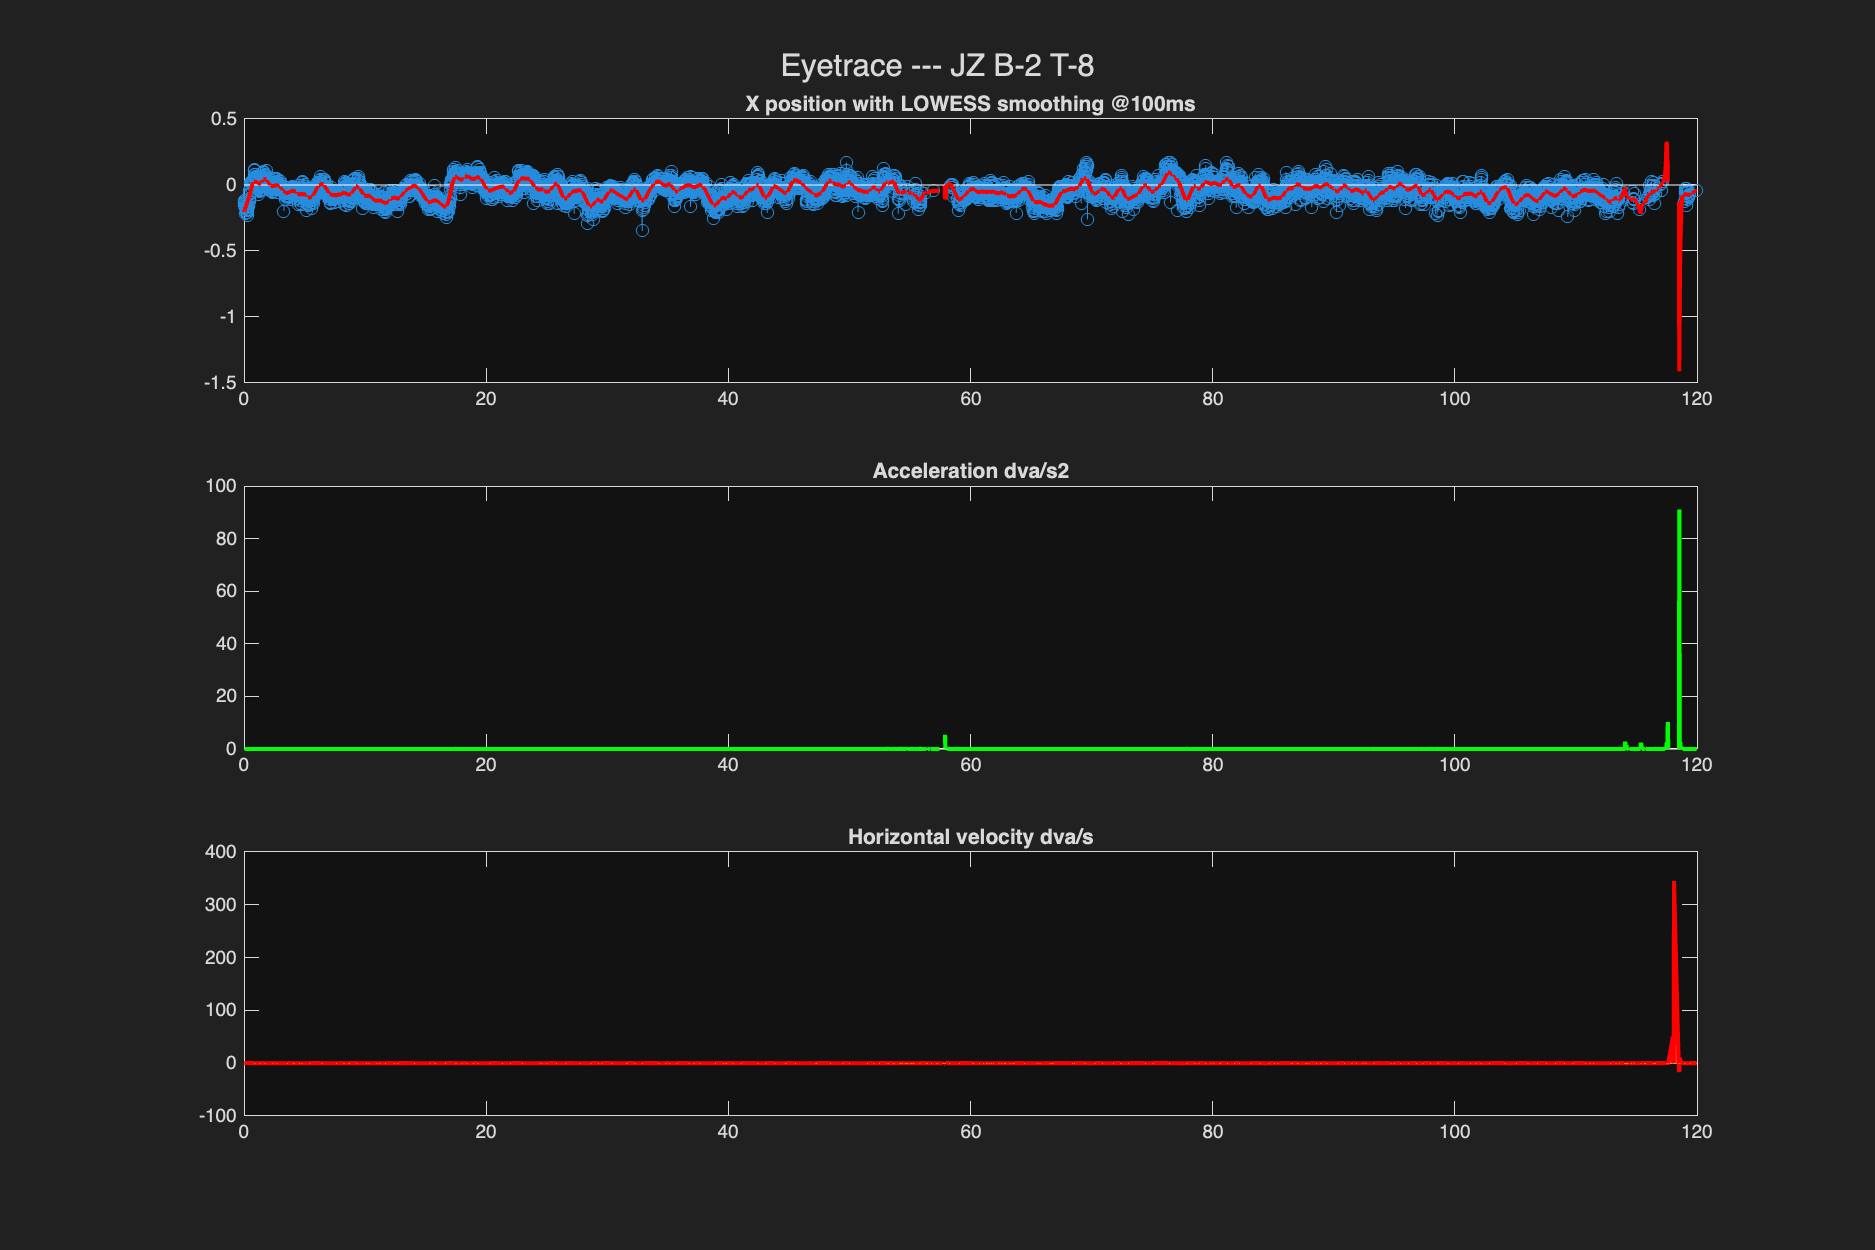 Eyetrace --- JZ B-2 T-8
X position with LOWESS smoothing @100ms
0.5
0
-0.5
-1
-1.5
0 20 40 60 80 100 120
Acceleration dva/s2
100
80
60
40
20
0
0 20 40 60 80 100 120
Horizontal velocity dva/s
400
300
200
100
0
-100
0 20 40 60 80 100 120